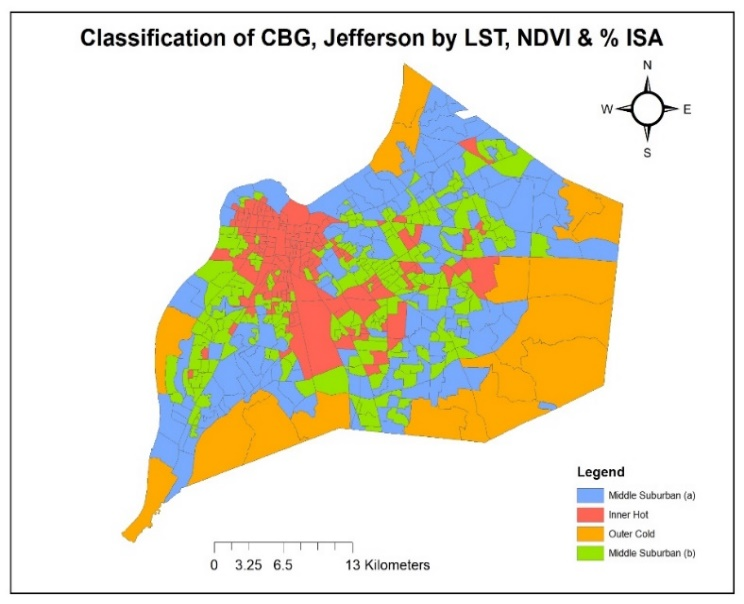 Classification of CBG, Jefferson by LST, NDVI & % ISA
N
W E
S
Legend
Middle Suburban (a)
Inner Hot
Outer Cold
Middle Suburban (b)
0 3.25 6.5 13 Kilometers